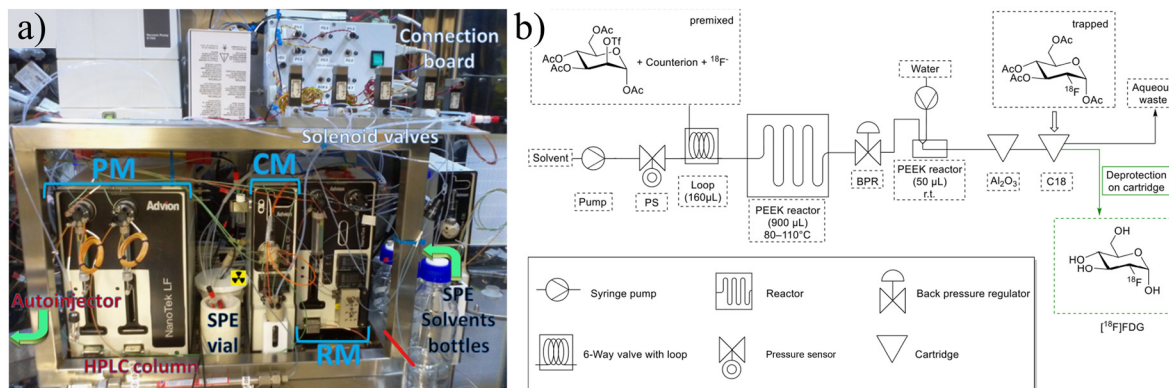 a)
Connection
board
Solenoid valves
PM
CM
Advion
Advion
NanoTek LF
Autoinjector
SPE
vial
SPE
Solvents
bottles
HPLC column
RM
b)
premixed
OAc
OTf
AcO
AcO
OAc
+ Counterion + ¹⁸F⁻
Solvent
Pump
PS
Loop
(160μL)
PEEK reactor
(900 μL)
80–110°C
BPR
Water
PEEK reactor
(50 μL)
r.t.
Al₂O₃
C18
trapped
OAc
AcO
AcO
¹⁸F
OAc
Aqueous
waste
Deprotection
on cartridge
OH
HO
HO
¹⁸F
OH
[¹⁸F]FDG
Syringe pump
Reactor
Back pressure regulator
6-Way valve with loop
Pressure sensor
Cartridge